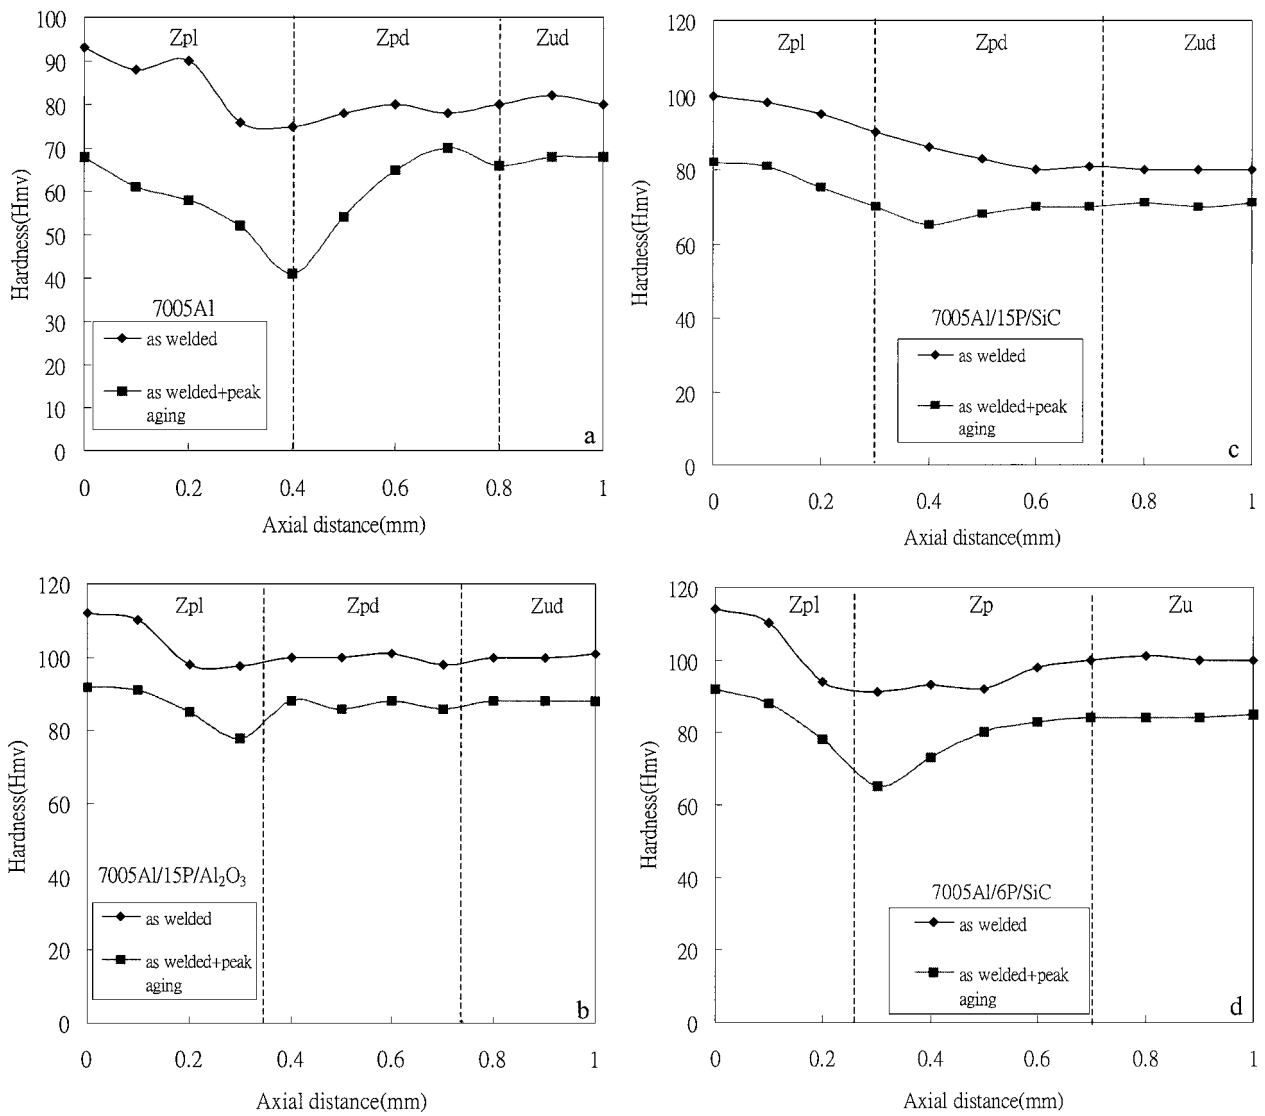 100
90
80
70
60
50
40
30
20
10
0
Hardness(Hmv)
Zpl Zpd Zud
7005Al
as welded
as welded+peak
aging
a
0 0.2 0.4 0.6 0.8 1
Axial distance(mm)
120
100
80
60
40
20
0
Hardness(Hmv)
Zpl Zpd Zud
7005Al/15P/SiC
as welded
as welded+peak
aging
c
0 0.2 0.4 0.6 0.8 1
Axial distance(mm)
120
100
80
60
40
20
0
Hardness(Hmv)
Zpl Zpd Zud
7005Al/15P/Al₂O₃
as welded
as welded+peak
aging
b
0 0.2 0.4 0.6 0.8 1
Axial distance(mm)
120
100
80
60
40
20
0
Hardness(Hmv)
Zpl Zp Zu
7005Al/6P/SiC
as welded
as welded+peak
aging
d
0 0.2 0.4 0.6 0.8 1
Axial distance(mm)